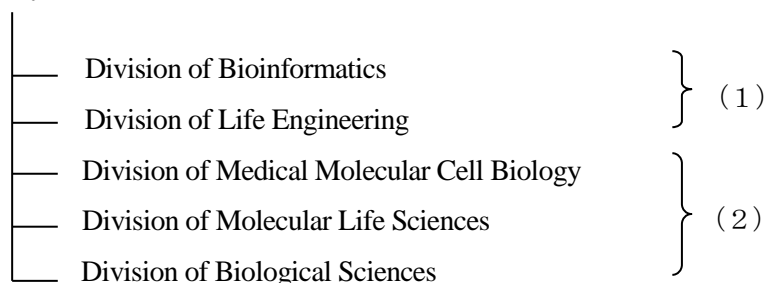 Division of Bioinformatics
Division of Life Engineering
（１）
Division of Medical Molecular Cell Biology
Division of Molecular Life Sciences
Division of Biological Sciences
（２）